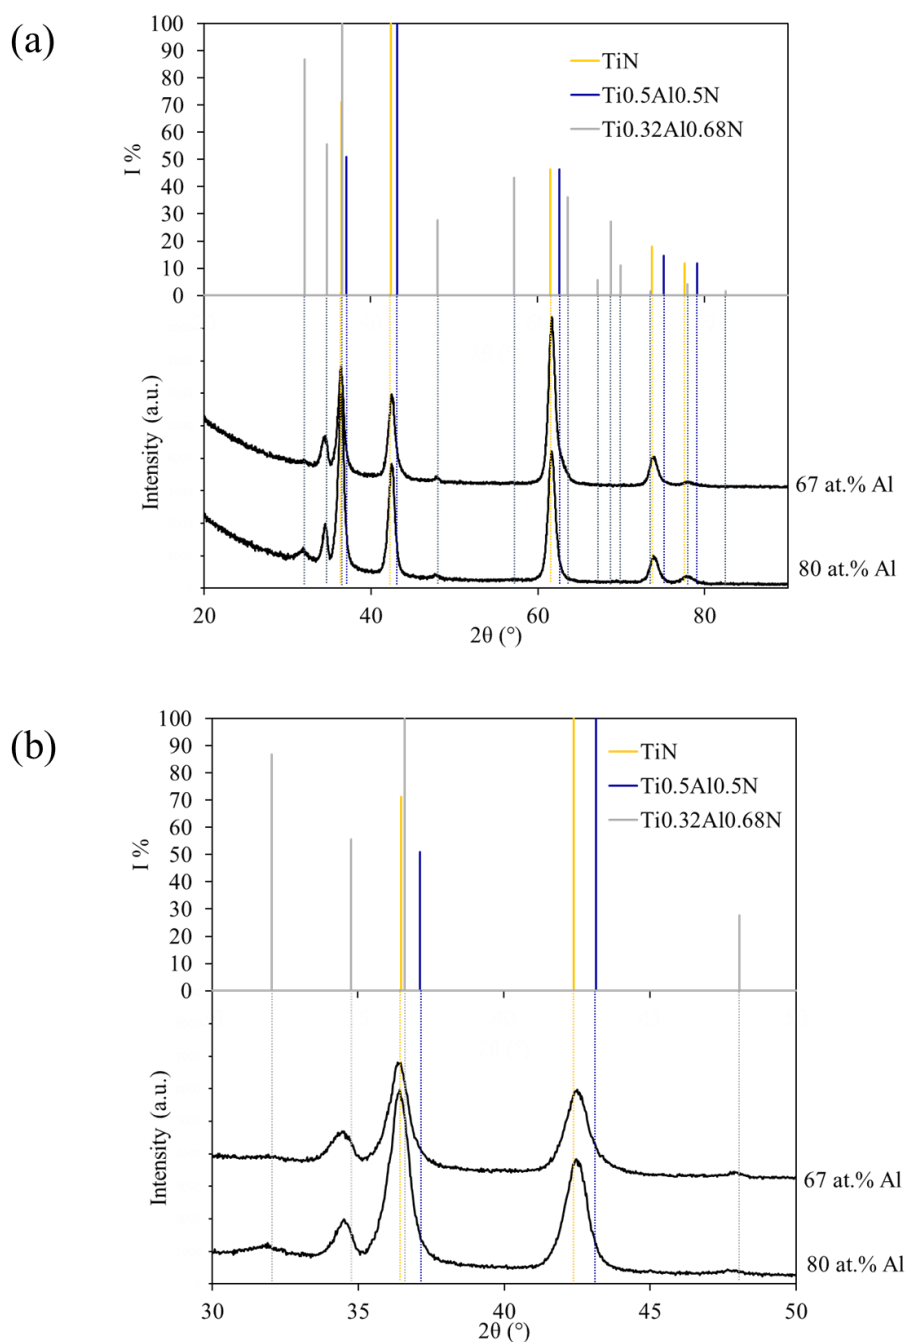 (a)
100
90
80
70
60
50
40
30
20
10
0
I %
TiN
Ti0.5Al0.5N
Ti0.32Al0.68N
Intensity (a.u.)
67 at.% Al
80 at.% Al
20 40 60 80
2θ (°)
(b)
100
90
80
70
60
50
40
30
20
10
0
I %
TiN
Ti0.5Al0.5N
Ti0.32Al0.68N
Intensity (a.u.)
67 at.% Al
80 at.% Al
30 35 40 45 50
2θ (°)